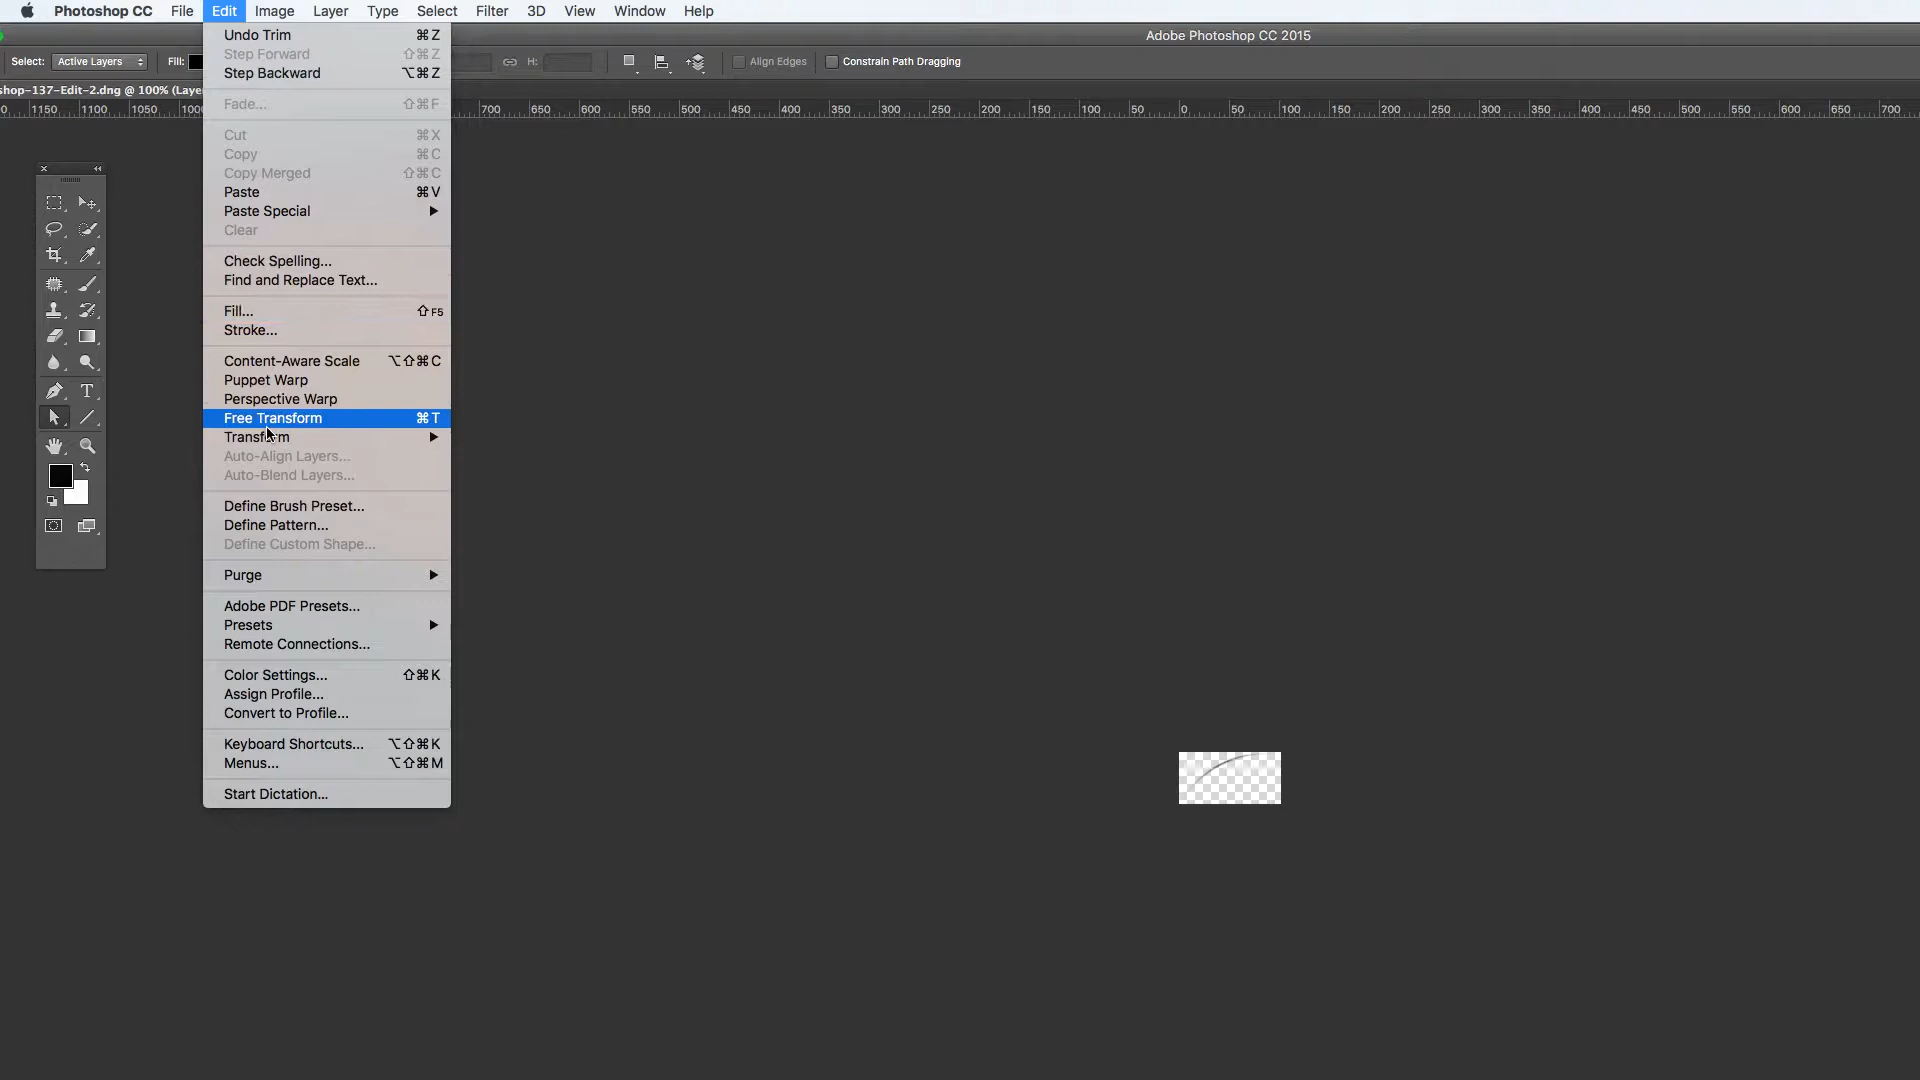 Photoshop CC File Edit Image Layer Type Select Filter 3D View Window Help
Adobe Photoshop CC 2015
Select: Active Layers Fill: H: Align Edges Constrain Path Dragging
shop-137-Edit-2.dng @ 100% (Laye
0 1150 1100 1050 1000 700 650 600 550 500 450 400 350 300 250 200 150 100 50 0 50 100 150 200 250 300 350 400 450 500 550 600 650 700
Undo Trim ⌘Z
Step Forward ⇧⌘Z
Step Backward ⌥⌘Z
Fade... ⇧⌘F
Cut ⌘X
Copy ⌘C
Copy Merged ⇧⌘C
Paste ⌘V
Paste Special
Clear
Check Spelling...
Find and Replace Text...
Fill... ⇧F5
Stroke...
Content-Aware Scale ⌥⇧⌘C
Puppet Warp
Perspective Warp
Free Transform ⌘T
Transform
Auto-Align Layers...
Auto-Blend Layers...
Define Brush Preset...
Define Pattern...
Define Custom Shape...
Purge
Adobe PDF Presets...
Presets
Remote Connections...
Color Settings... ⇧⌘K
Assign Profile...
Convert to Profile...
Keyboard Shortcuts... ⌥⇧⌘K
Menus... ⌥⇧⌘M
Start Dictation...